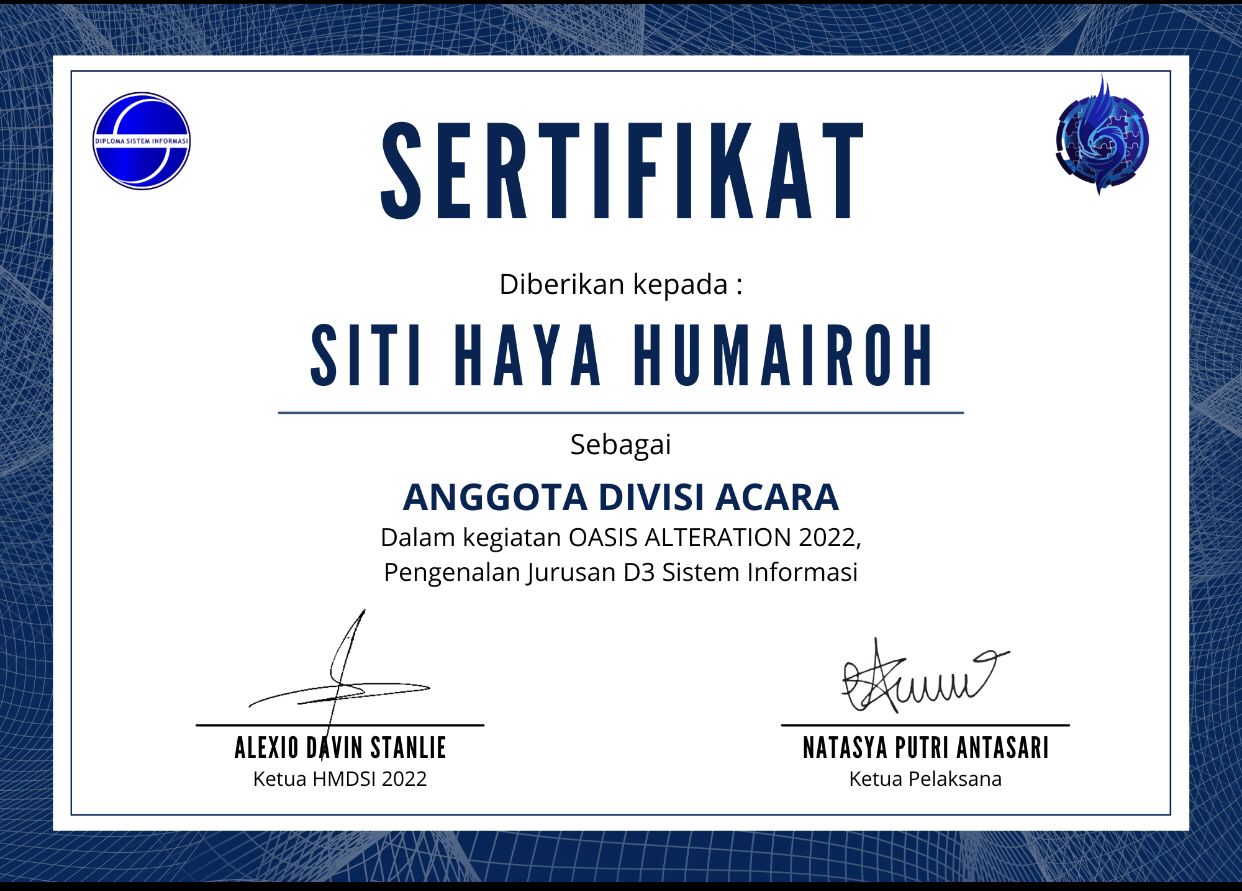 DIPLOMA SISTEM INFORMASI
SERTIFIKAT
Diberikan kepada :
SITI HAYA HUMAIROH
Sebagai
ANGGOTA DIVISI ACARA
Dalam kegiatan OASIS ALTERATION 2022,
Pengenalan Jurusan D3 Sistem Informasi
ALEXIO DAVIN STANLIE
Ketua HMDSI 2022
NATASYA PUTRI ANTASARI
Ketua Pelaksana